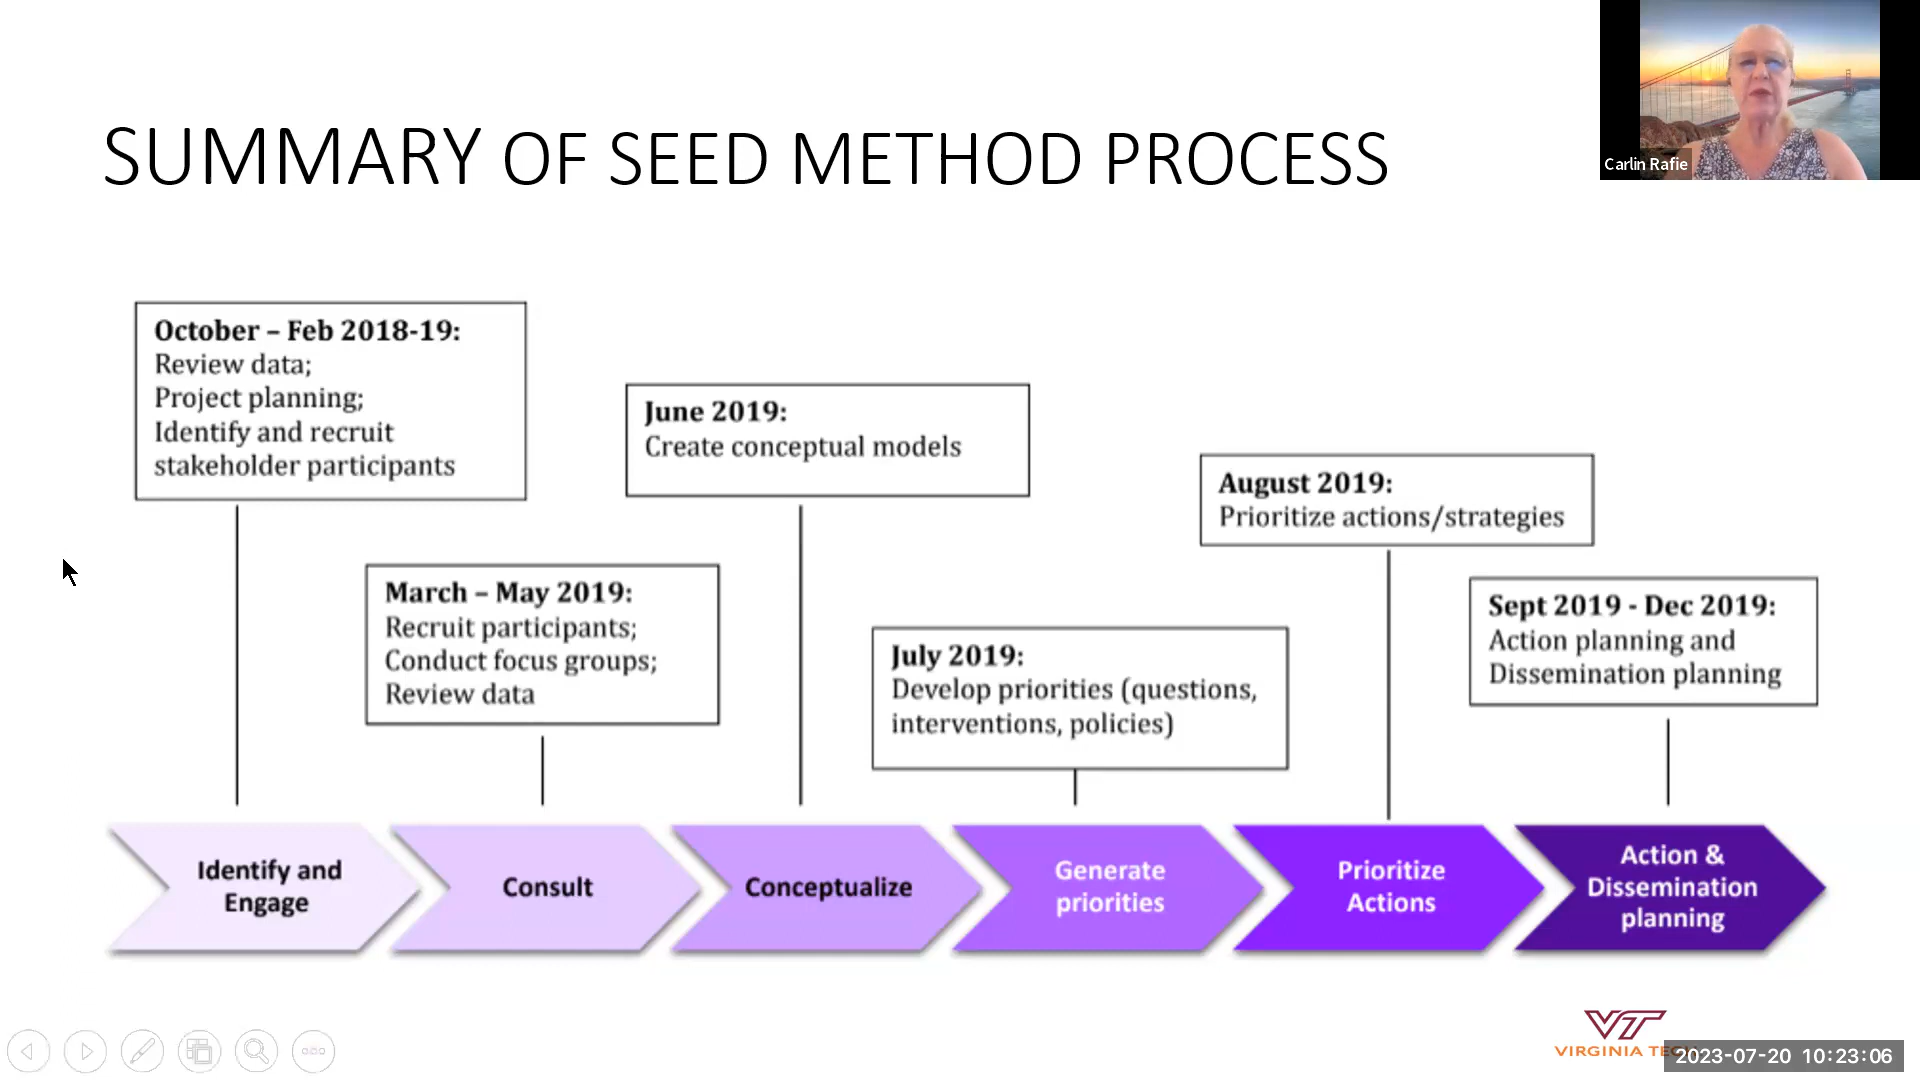 SUMMARY OF SEED METHOD PROCESS
Carlin Rafie
October – Feb 2018-19:
Review data;
Project planning;
Identify and recruit
stakeholder participants
March – May 2019:
Recruit participants;
Conduct focus groups;
Review data
June 2019:
Create conceptual models
July 2019:
Develop priorities (questions,
interventions, policies)
August 2019:
Prioritize actions/strategies
Sept 2019 - Dec 2019:
Action planning and
Dissemination planning
Identify and
Engage
Consult
Conceptualize
Generate
priorities
Prioritize
Actions
Action &
Dissemination
planning
VT
VIRGINIA
2023-07-20 10:23:06